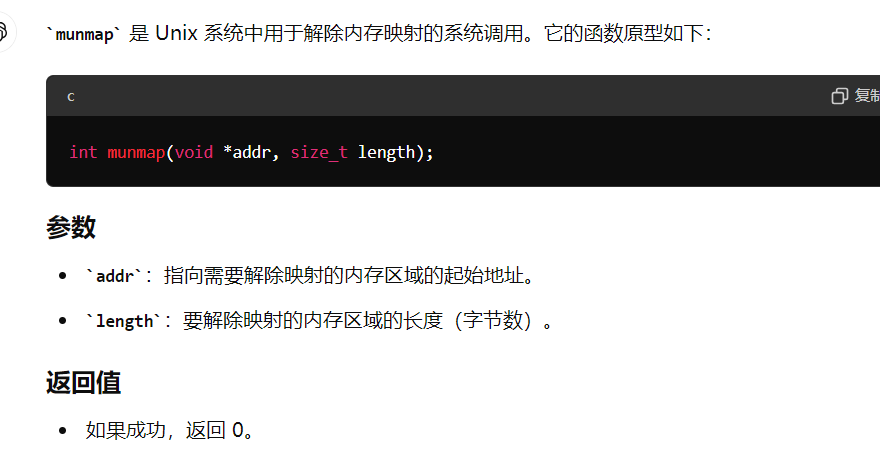 `munmap` 是 Unix 系统中用于解除内存映射的系统调用。它的函数原型如下：
c
复制
int munmap(void *addr, size_t length);
参数
• `addr`：指向需要解除映射的内存区域的起始地址。
• `length`：要解除映射的内存区域的长度（字节数）。
返回值
• 如果成功，返回 0。